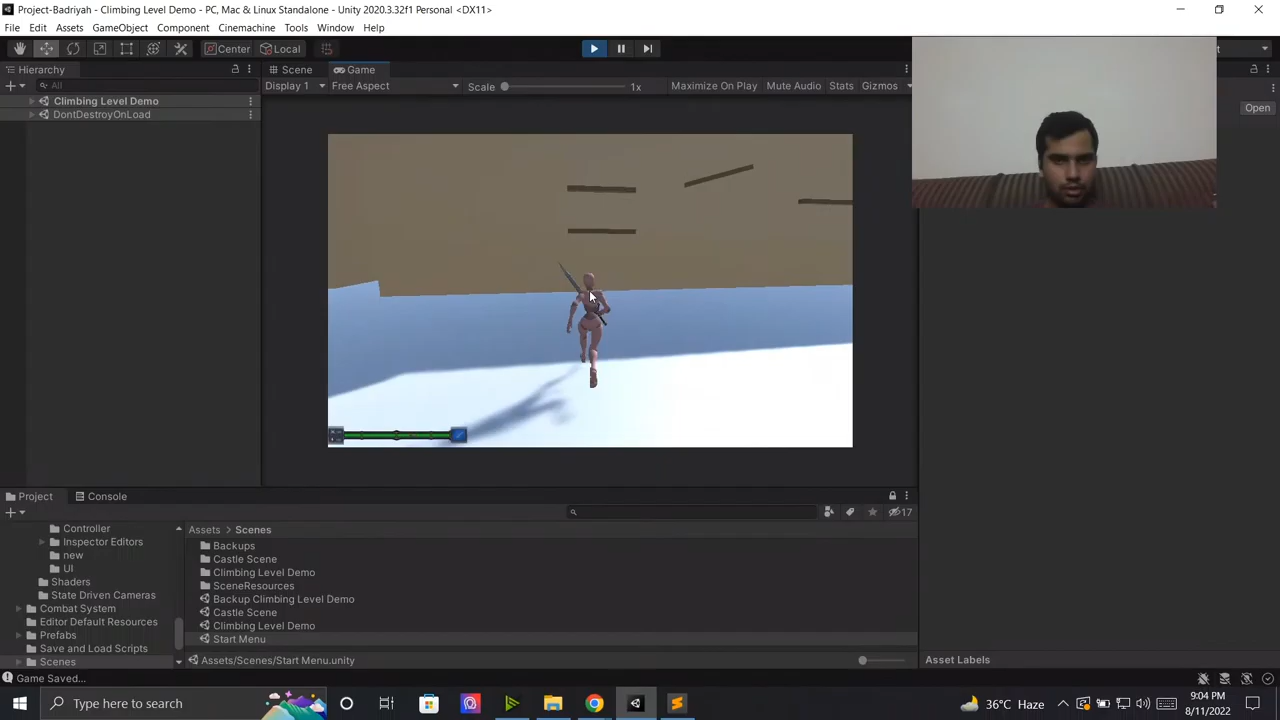 Project-Badriyah - Climbing Level Demo - PC, Mac & Linux Standalone - Unity 2020.3.32f1 Personal <DX11>
File Edit Assets GameObject Component Cinemachine Tools Window Help
Center Local
Hierarchy Scene Game
All Display 1 Free Aspect Scale 1x Maximize On Play Mute Audio Stats Gizmos
Climbing Level Demo
Open
DontDestroyOnLoad
Project Console
17
Controller
Inspector Editors
new
UI
Shaders
State Driven Cameras
Combat System
Editor Default Resources
Prefabs
Save and Load Scripts
Scenes
Assets > Scenes
Backups
Castle Scene
Climbing Level Demo
SceneResources
Backup Climbing Level Demo
Castle Scene
Climbing Level Demo
Start Menu
Assets/Scenes/Start Menu.unity
Asset Labels
Game Saved...
Type here to search
36°C Haze
9:04 PM
8/11/2022